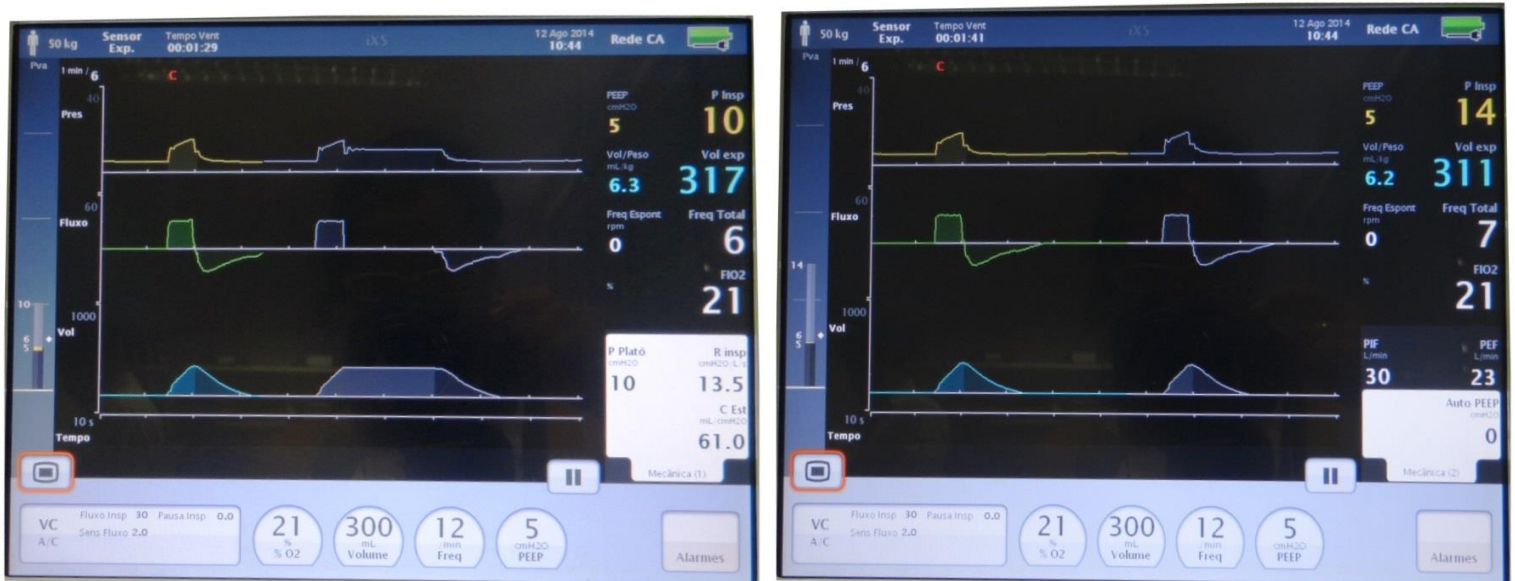 50 kg Sensor Exp. Tempo Vent 00:01:29 iX5 12 Ago 2014 10:44 Rede CA
Pva
1 min / 6 C
40
Pres
PEEP P Insp
cmH2O
5 10
Vol/Peso Vol exp
mL/kg
6.3 317
60
Fluxo
Freq Espont Freq Total
rpm
0 6
FIO2
%
21
10
6
5
1000
Vol
P Platô R insp
cmH2O cmH2O/L/s
10 13.5
C Est
mL/cmH2O
61.0
10 s
Tempo
Mecânica (1)
VC A/C
Fluxo Insp 30 Pausa Insp 0.0
Sens Fluxo 2.0
21 % % O2
300 mL Volume
12 /min Freq
5 cmH2O PEEP
Alarmes
50 kg Sensor Exp. Tempo Vent 00:01:41 iX5 12 Ago 2014 10:44 Rede CA
Pva
1 min / 6 C
40
Pres
PEEP P Insp
cmH2O
5 14
Vol/Peso Vol exp
mL/kg
6.2 311
60
Fluxo
Freq Espont Freq Total
rpm
0 7
FIO2
%
21
14
6
5
1000
Vol
PIF PEF
L/min L/min
30 23
Auto-PEEP
cmH2O
0
10 s
Tempo
Mecânica (2)
VC A/C
Fluxo Insp 30 Pausa Insp 0.0
Sens Fluxo 2.0
21 % % O2
300 mL Volume
12 /min Freq
5 cmH2O PEEP
Alarmes